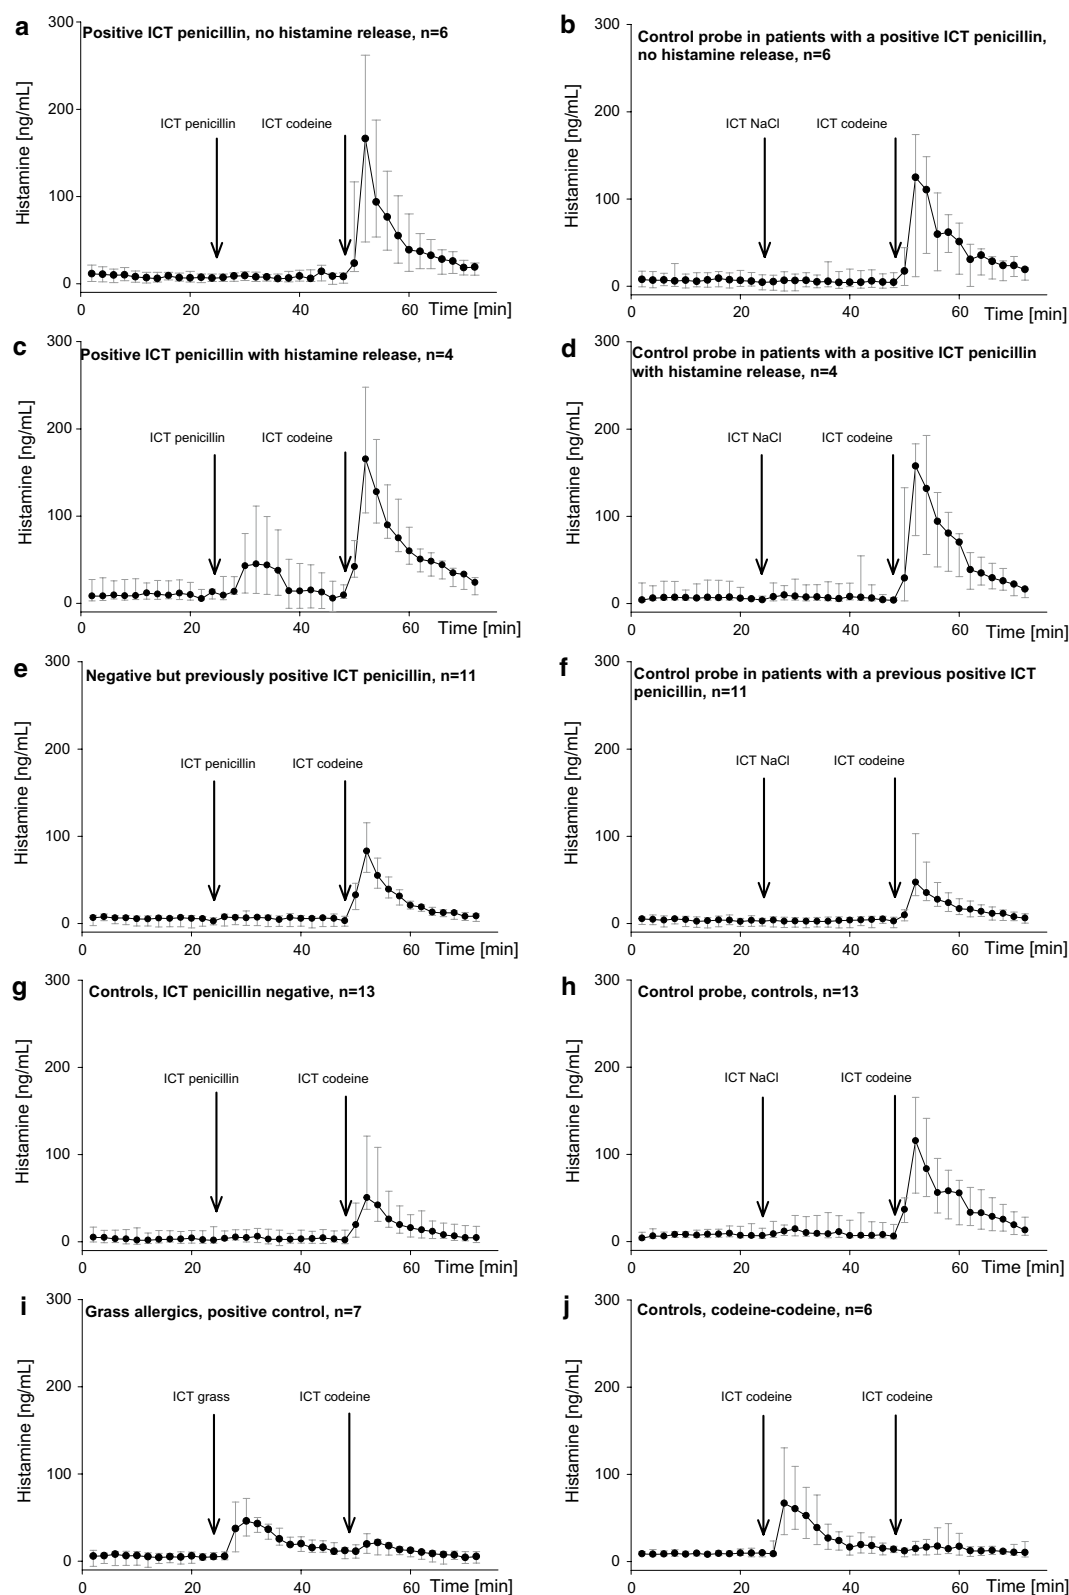 a
Positive ICT penicillin, no histamine release, n=6
Histamine [ng/mL]
300
200
100
0
ICT penicillin
ICT codeine
0
20
40
60
Time [min]
b
Control probe in patients with a positive ICT penicillin,
no histamine release, n=6
Histamine [ng/mL]
300
200
100
0
ICT NaCl
ICT codeine
0
20
40
60
Time [min]
c
Positive ICT penicillin with histamine release, n=4
Histamine [ng/mL]
300
200
100
0
ICT penicillin
ICT codeine
0
20
40
60
Time [min]
d
Control probe in patients with a positive ICT penicillin
with histamine release, n=4
Histamine [ng/mL]
300
200
100
0
ICT NaCl
ICT codeine
0
20
40
60
Time [min]
e
Negative but previously positive ICT penicillin, n=11
Histamine [ng/mL]
300
200
100
0
ICT penicillin
ICT codeine
0
20
40
60
Time [min]
f
Control probe in patients with a previous positive ICT
penicillin, n=11
Histamine [ng/mL]
300
200
100
0
ICT NaCl
ICT codeine
0
20
40
60
Time [min]
g
Controls, ICT penicillin negative, n=13
Histamine [ng/mL]
300
200
100
0
ICT penicillin
ICT codeine
0
20
40
60
Time [min]
h
Control probe, controls, n=13
Histamine [ng/mL]
300
200
100
0
ICT NaCl
ICT codeine
0
20
40
60
Time [min]
i
Grass allergics, positive control, n=7
Histamine [ng/mL]
300
200
100
0
ICT grass
ICT codeine
0
20
40
60
Time [min]
j
Controls, codeine-codeine, n=6
Histamine [ng/mL]
300
200
100
0
ICT codeine
ICT codeine
0
20
40
60
Time [min]